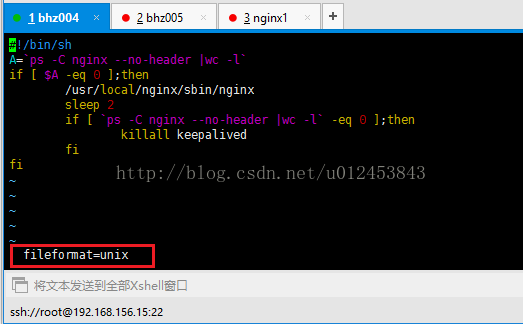 1 bhz004 × 2 bhz005 × 3 nginx1 × +
#!/bin/sh
A=`ps -C nginx --no-header |wc -l`
if [ $A -eq 0 ];then
        /usr/local/nginx/sbin/nginx
        sleep 2
        if [ `ps -C nginx --no-header |wc -l` -eq 0 ];then
                killall keepalived
        fi
fi
http://blog.csdn.net/u012453843
~
~
~
~
~
fileformat=unix
将文本发送到全部Xshell窗口
ssh://root@192.168.156.15:22